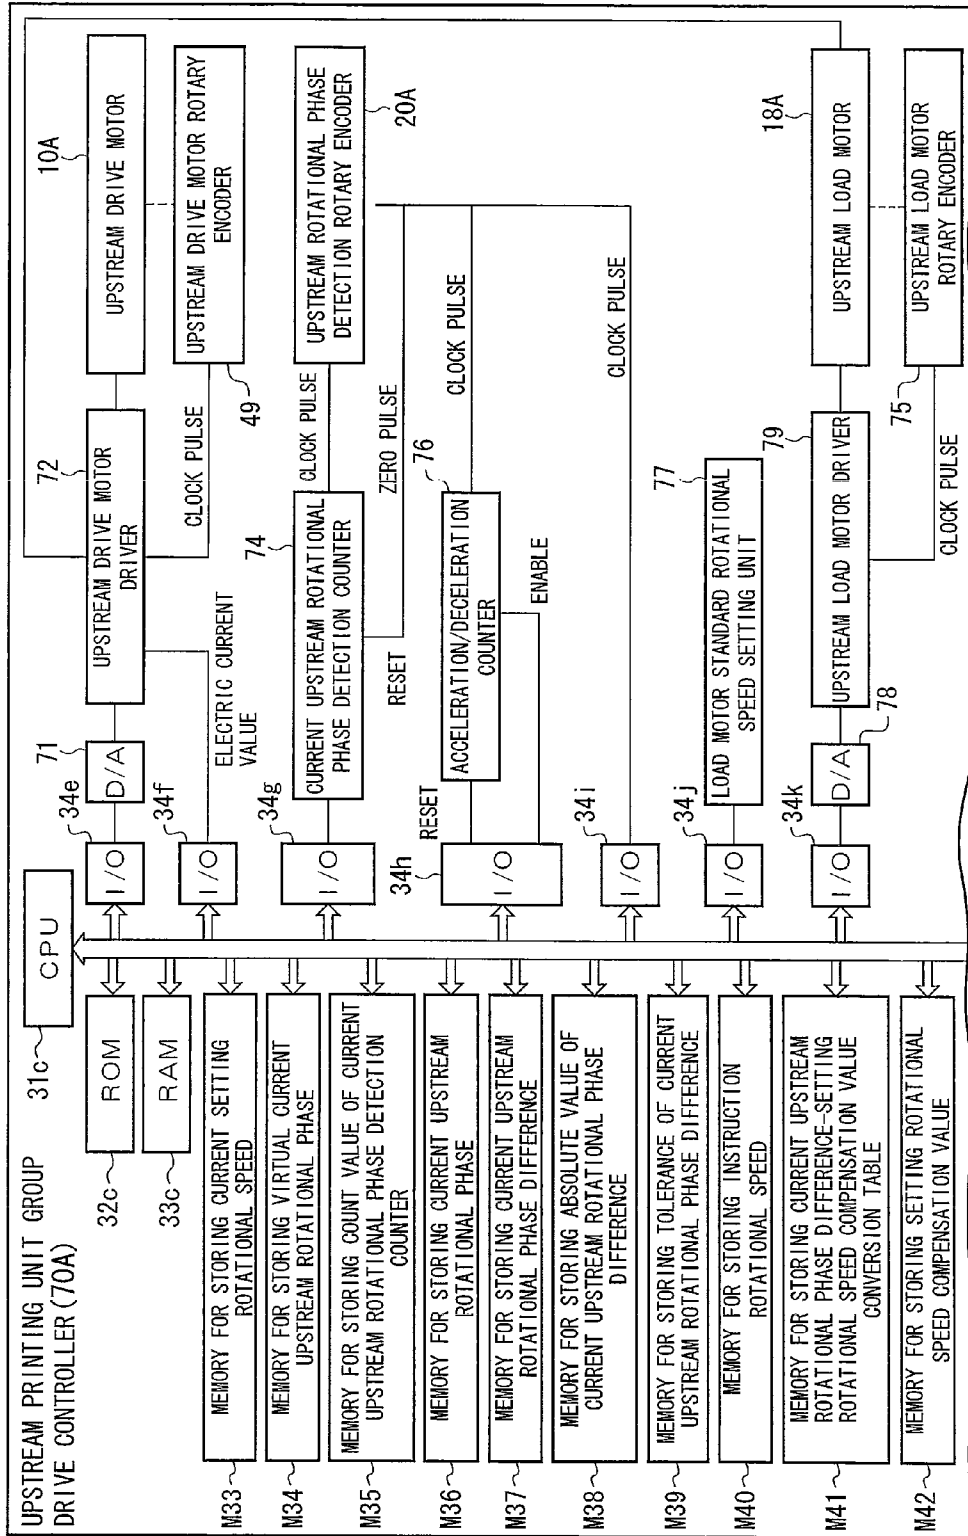 UPSTREAM PRINTING UNIT GROUP
DRIVE CONTROLLER(70A)
31c
CPU
32c
ROM
33c
RAM
M33
MEMORY FOR STORING CURRENT SETTING
ROTATIONAL SPEED
M34
MEMORY FOR STORING VIRTUAL CURRENT
UPSTREAM ROTATIONAL PHASE
M35
MEMORY FOR STORING COUNT VALUE OF CURRENT
UPSTREAM ROTATIONAL PHASE DETECTION
COUNTER
M36
MEMORY FOR STORING CURRENT UPSTREAM
ROTATIONAL PHASE
M37
MEMORY FOR STORING CURRENT UPSTREAM
ROTATIONAL PHASE DIFFERENCE
M38
MEMORY FOR STORING ABSOLUTE VALUE OF
CURRENT UPSTREAM ROTATIONAL PHASE
DIFFERENCE
M39
MEMORY FOR STORING TOLERANCE OF CURRENT
UPSTREAM ROTATIONAL PHASE DIFFERENCE
M40
MEMORY FOR STORING INSTRUCTION
ROTATIONAL SPEED
M41
MEMORY FOR STORING CURRENT UPSTREAM
ROTATIONAL PHASE DIFFERENCE-SETTING
ROTATIONAL SPEED COMPENSATION VALUE
CONVERSION TABLE
M42
MEMORY FOR STORING SETTING ROTATIONAL
SPEED COMPENSATION VALUE
34e
I/O
71
D/A
72
UPSTREAM DRIVE MOTOR
DRIVER
10A
UPSTREAM DRIVE MOTOR
34f
I/O
ELECTRIC CURRENT
VALUE
CLOCK PULSE
49
UPSTREAM DRIVE MOTOR ROTARY
ENCODER
34g
I/O
74
CURRENT UPSTREAM ROTATIONAL
PHASE DETECTION COUNTER
CLOCK PULSE
20A
UPSTREAM ROTATIONAL PHASE
DETECTION ROTARY ENCODER
RESET
ZERO PULSE
34h
I/O
RESET
76
ACCELERATION/DECELERATION
COUNTER
CLOCK PULSE
ENABLE
34i
I/O
CLOCK PULSE
34j
I/O
77
LOAD MOTOR STANDARD ROTATIONAL
SPEED SETTING UNIT
34k
I/O
78
D/A
79
UPSTREAM LOAD MOTOR DRIVER
18A
UPSTREAM LOAD MOTOR
75
UPSTREAM LOAD MOTOR
ROTARY ENCODER
CLOCK PULSE